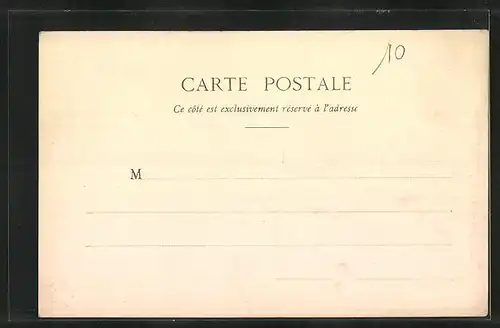 10
CARTE POSTALE
Ce côté est exclusivement réservé à l'adresse
M